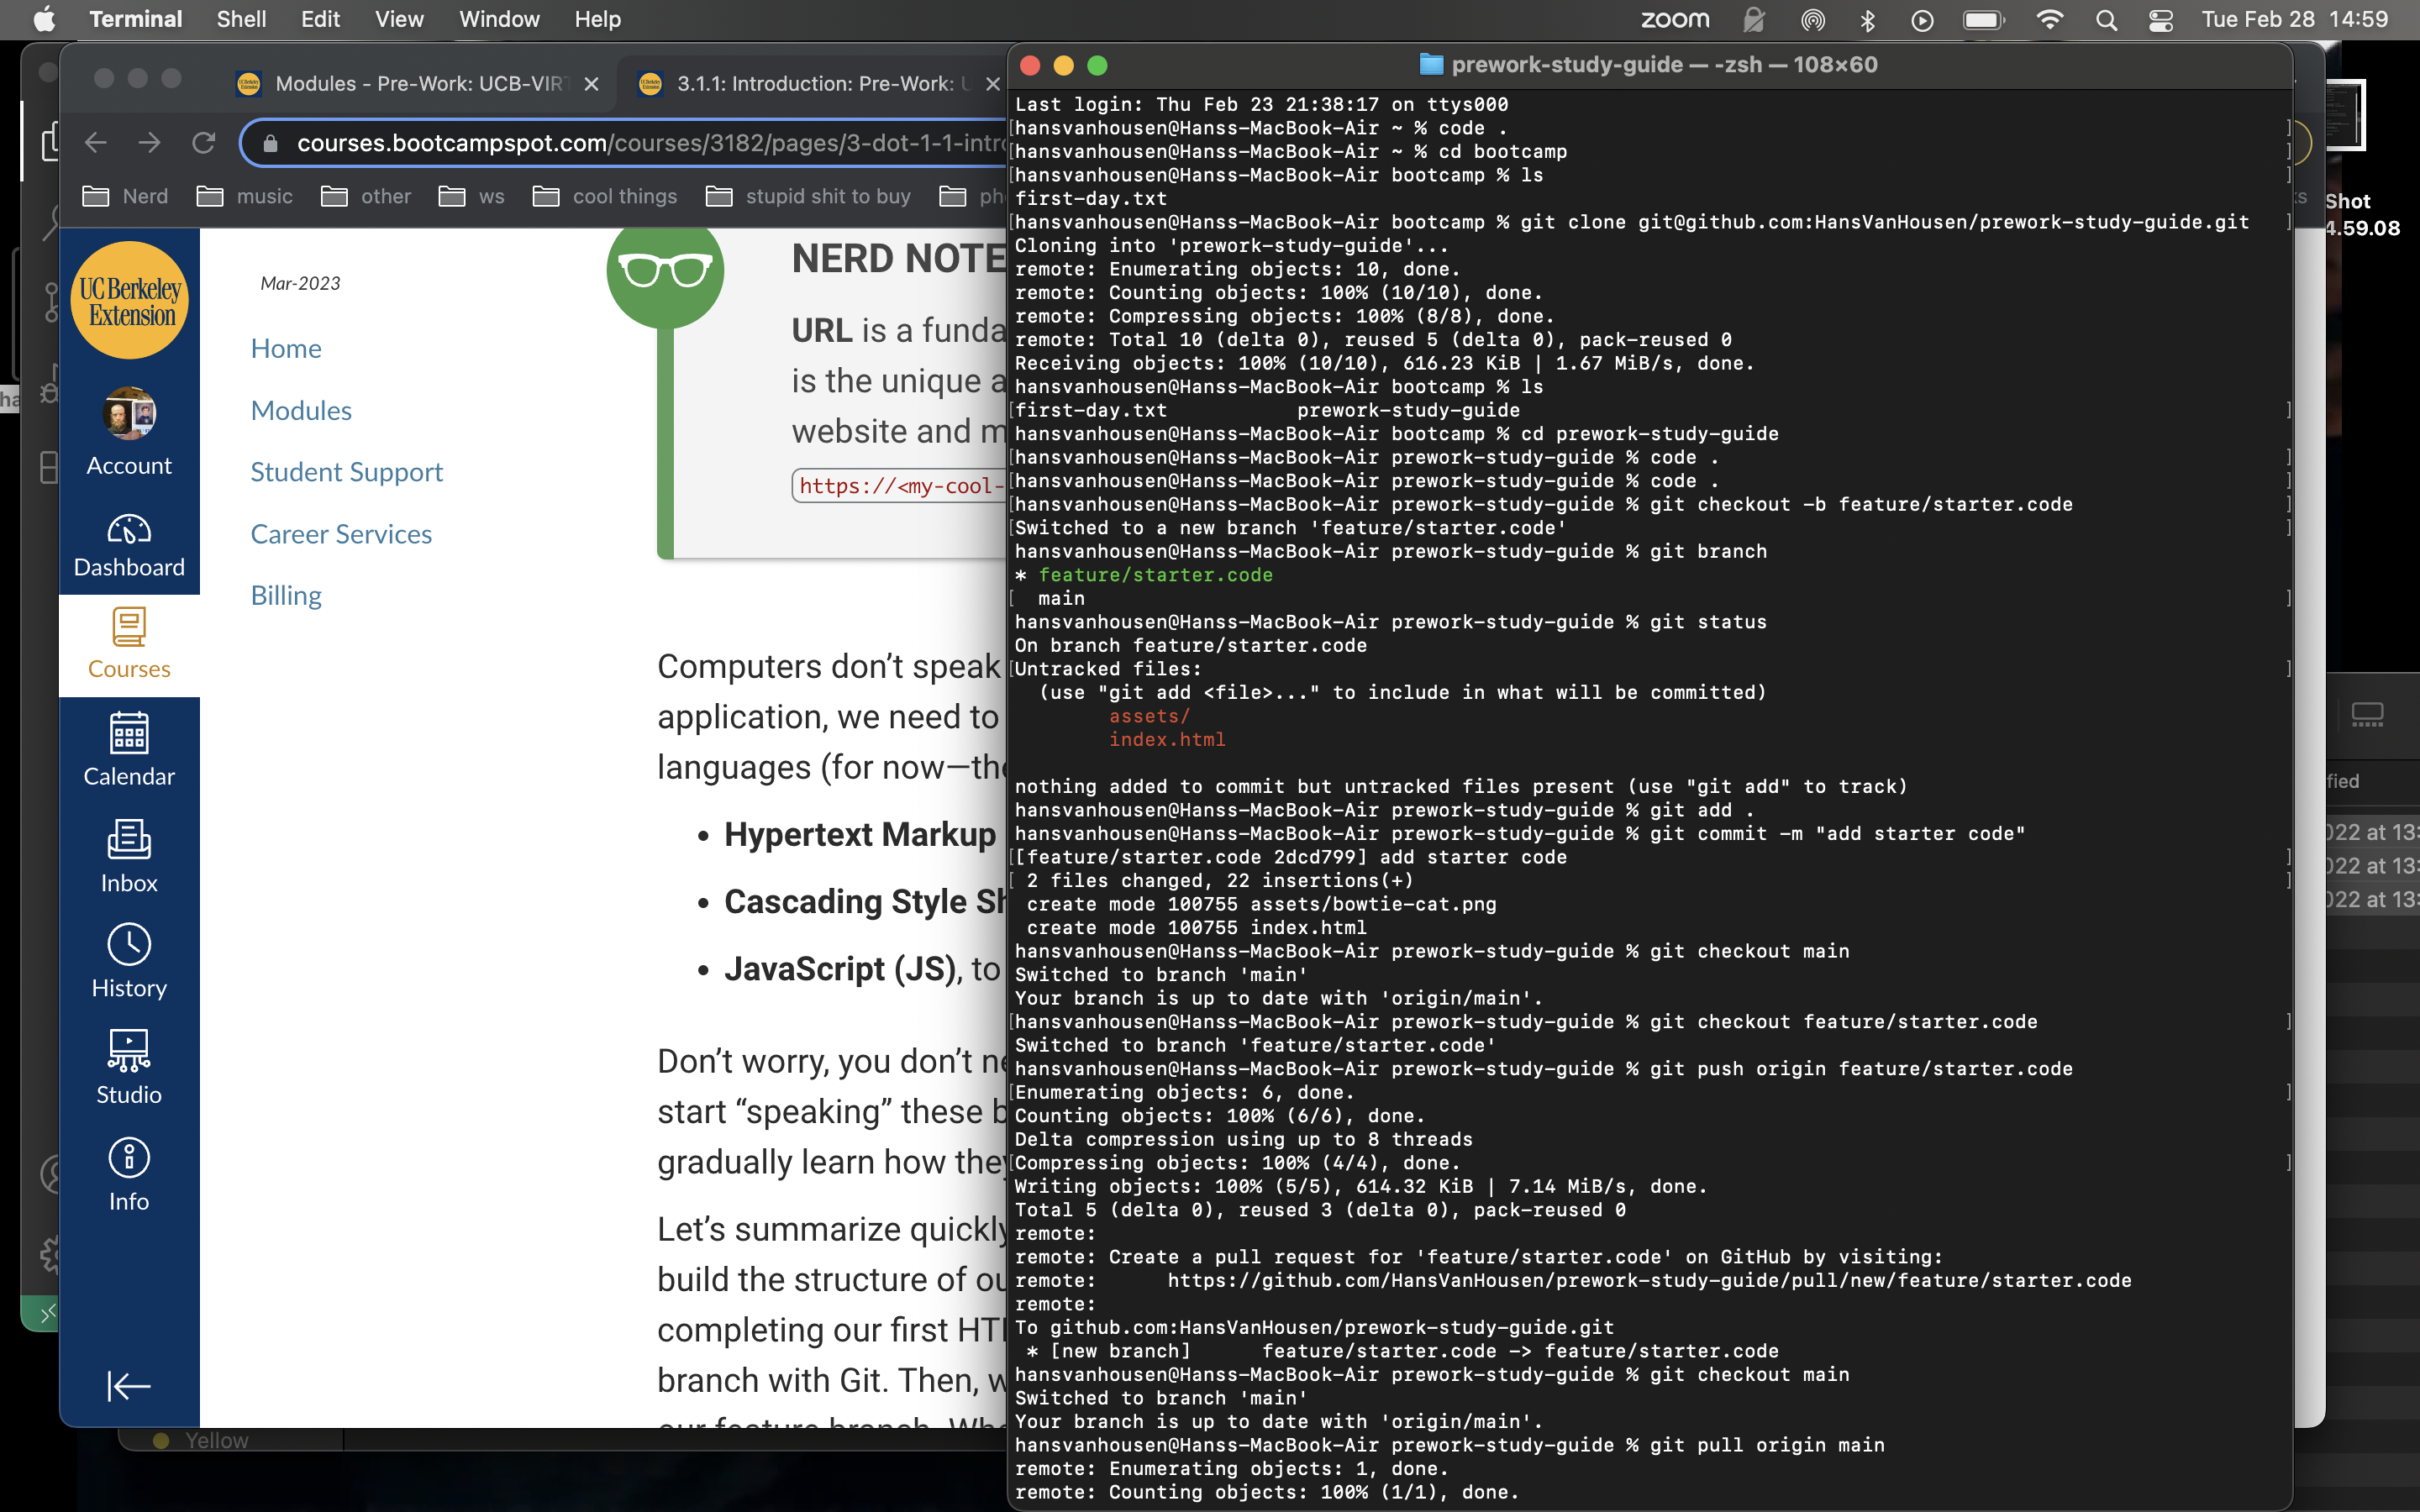 Terminal Shell Edit View Window Help
zoom Tue Feb 28 14:59
Modules - Pre-Work: UCB-VIRT
3.1.1: Introduction: Pre-Work: U
courses.bootcampspot.com/courses/3182/pages/3-dot-1-1-intro
Nerd music other ws cool things stupid shit to buy
UC Berkeley
Extension
Account
Dashboard
Courses
Calendar
Inbox
History
Studio
Info
Mar-2023
Home
Modules
Student Support
Career Services
Billing
NERD NOTE
URL is a funda
is the unique a
website and m
https://<my-cool-
Computers don’t speak
application, we need to
languages (for now—the
• Hypertext Markup
• Cascading Style Sh
• JavaScript (JS), to
Don’t worry, you don’t ne
start “speaking” these b
gradually learn how they
Let’s summarize quickly
build the structure of ou
completing our first HTM
branch with Git. Then, w
our feature branch. Whe
Yellow
prework-study-guide — -zsh — 108×60
Last login: Thu Feb 23 21:38:17 on ttys000
hansvanhousen@Hanss-MacBook-Air ~ % code .
hansvanhousen@Hanss-MacBook-Air ~ % cd bootcamp
hansvanhousen@Hanss-MacBook-Air bootcamp % ls
first-day.txt
hansvanhousen@Hanss-MacBook-Air bootcamp % git clone git@github.com:HansVanHousen/prework-study-guide.git
Cloning into 'prework-study-guide'...
remote: Enumerating objects: 10, done.
remote: Counting objects: 100% (10/10), done.
remote: Compressing objects: 100% (8/8), done.
remote: Total 10 (delta 0), reused 5 (delta 0), pack-reused 0
Receiving objects: 100% (10/10), 616.23 KiB | 1.67 MiB/s, done.
hansvanhousen@Hanss-MacBook-Air bootcamp % ls
first-day.txt prework-study-guide
hansvanhousen@Hanss-MacBook-Air bootcamp % cd prework-study-guide
hansvanhousen@Hanss-MacBook-Air prework-study-guide % code .
hansvanhousen@Hanss-MacBook-Air prework-study-guide % code .
hansvanhousen@Hanss-MacBook-Air prework-study-guide % git checkout -b feature/starter.code
Switched to a new branch 'feature/starter.code'
hansvanhousen@Hanss-MacBook-Air prework-study-guide % git branch
* feature/starter.code
main
hansvanhousen@Hanss-MacBook-Air prework-study-guide % git status
On branch feature/starter.code
Untracked files:
(use "git add <file>..." to include in what will be committed)
assets/
index.html
nothing added to commit but untracked files present (use "git add" to track)
hansvanhousen@Hanss-MacBook-Air prework-study-guide % git add .
hansvanhousen@Hanss-MacBook-Air prework-study-guide % git commit -m "add starter code"
[feature/starter.code 2dcd799] add starter code
2 files changed, 22 insertions(+)
create mode 100755 assets/bowtie-cat.png
create mode 100755 index.html
hansvanhousen@Hanss-MacBook-Air prework-study-guide % git checkout main
Switched to branch 'main'
Your branch is up to date with 'origin/main'.
hansvanhousen@Hanss-MacBook-Air prework-study-guide % git checkout feature/starter.code
Switched to branch 'feature/starter.code'
hansvanhousen@Hanss-MacBook-Air prework-study-guide % git push origin feature/starter.code
Enumerating objects: 6, done.
Counting objects: 100% (6/6), done.
Delta compression using up to 8 threads
Compressing objects: 100% (4/4), done.
Writing objects: 100% (5/5), 614.32 KiB | 7.14 MiB/s, done.
Total 5 (delta 0), reused 3 (delta 0), pack-reused 0
remote:
remote: Create a pull request for 'feature/starter.code' on GitHub by visiting:
remote: https://github.com/HansVanHousen/prework-study-guide/pull/new/feature/starter.code
remote:
To github.com:HansVanHousen/prework-study-guide.git
* [new branch] feature/starter.code -> feature/starter.code
hansvanhousen@Hanss-MacBook-Air prework-study-guide % git checkout main
Switched to branch 'main'
Your branch is up to date with 'origin/main'.
hansvanhousen@Hanss-MacBook-Air prework-study-guide % git pull origin main
remote: Enumerating objects: 1, done.
remote: Counting objects: 100% (1/1), done.
Shot
4.59.08
fied
022 at 13:
022 at 13:
022 at 13: